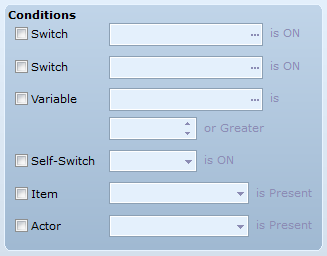 Conditions
Switch ... is ON
Switch ... is ON
Variable ... is
or Greater
Self-Switch is ON
Item is Present
Actor is Present